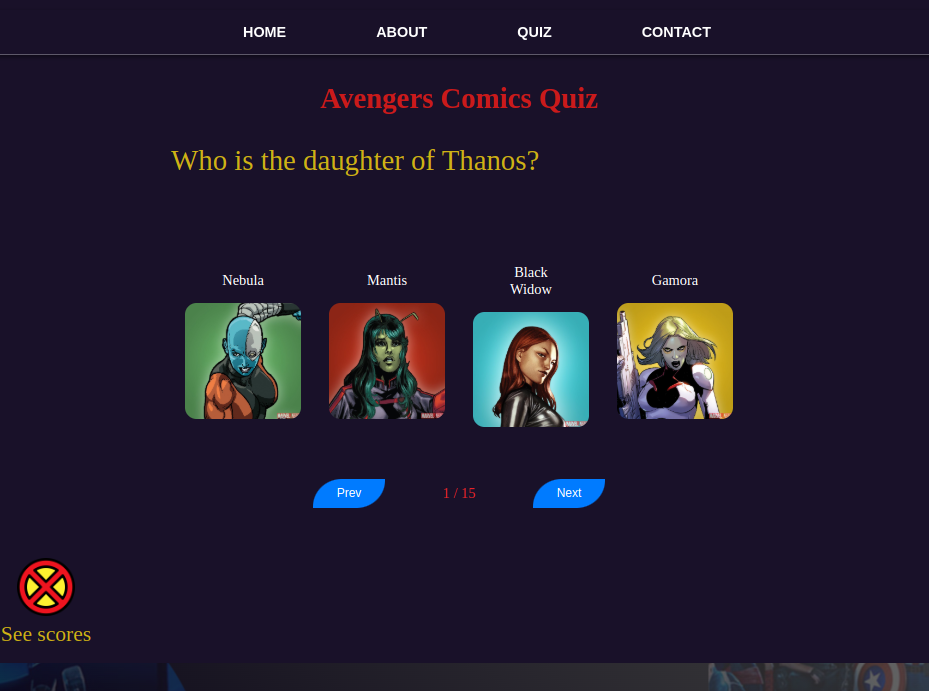 HOME ABOUT QUIZ CONTACT
Avengers Comics Quiz
Who is the daughter of Thanos?
Nebula
Mantis
Black
Widow
Gamora
Prev 1 / 15 Next
See scores